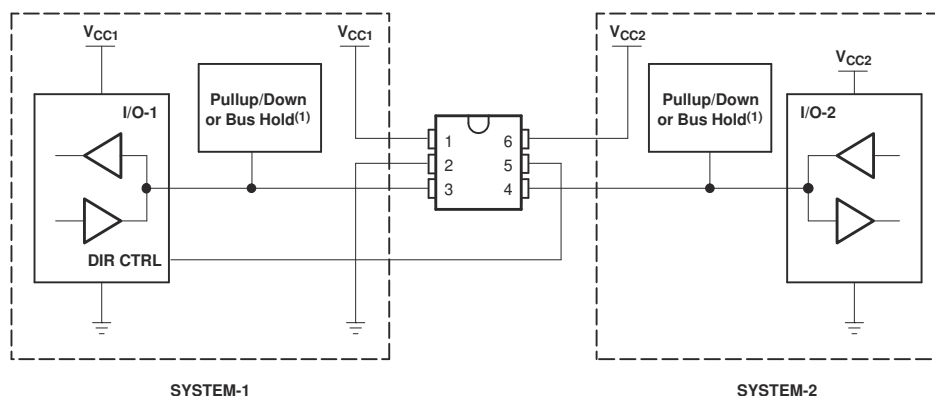 VCC1
VCC1
VCC2
VCC2
I/O-1
Pullup/Down
or Bus Hold(1)
1
6
2
5
3
4
Pullup/Down
or Bus Hold(1)
I/O-2
DIR CTRL
SYSTEM-1
SYSTEM-2